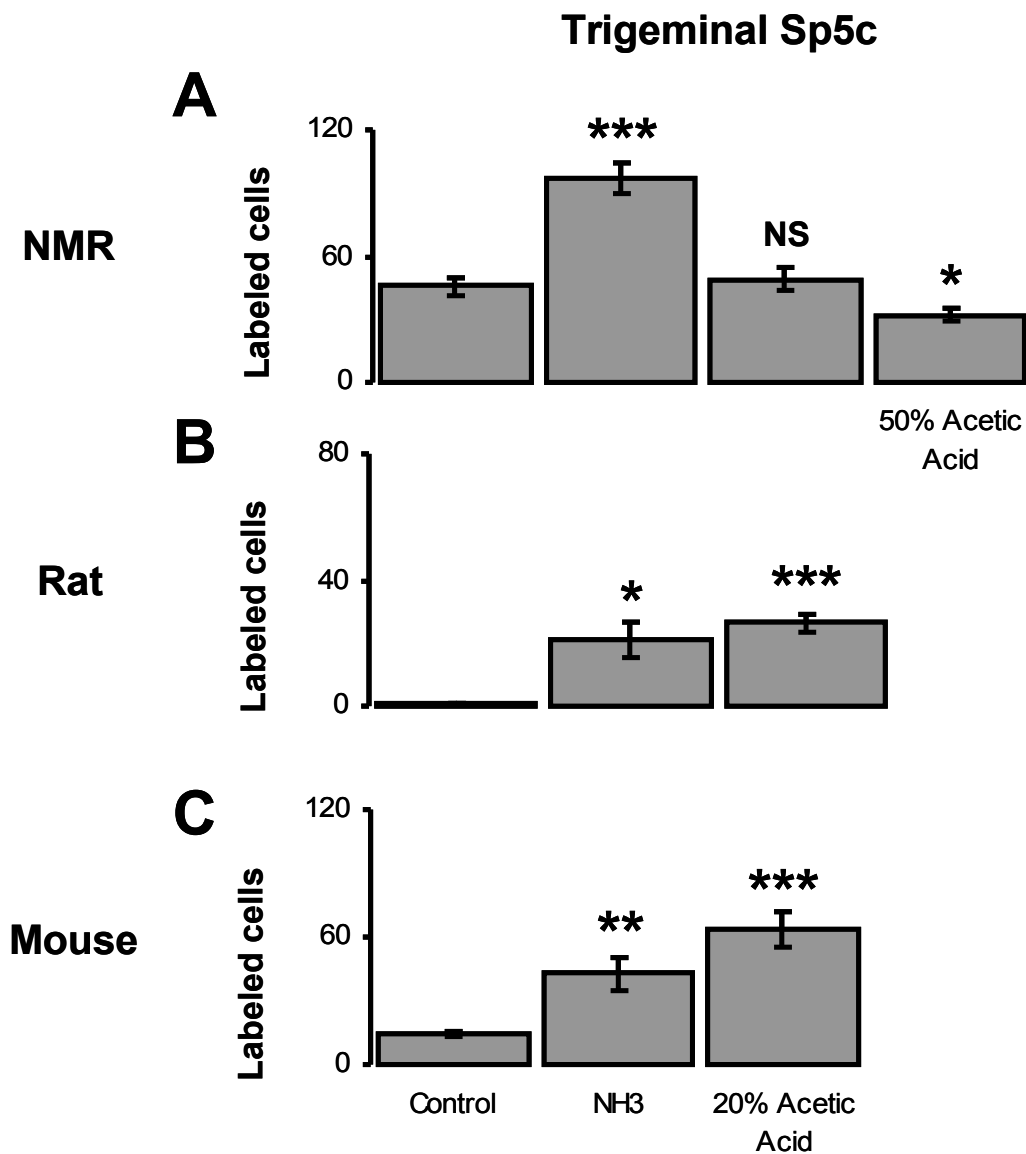 Trigeminal Sp5c
A
120
***
Labeled cells
NMR
NS
60
*
0
50% Acetic
Acid
B
80
Labeled cells
Rat
40
*
***
0
C
120
Labeled cells
Mouse
***
**
60
0
Control
NH3
20% Acetic
Acid